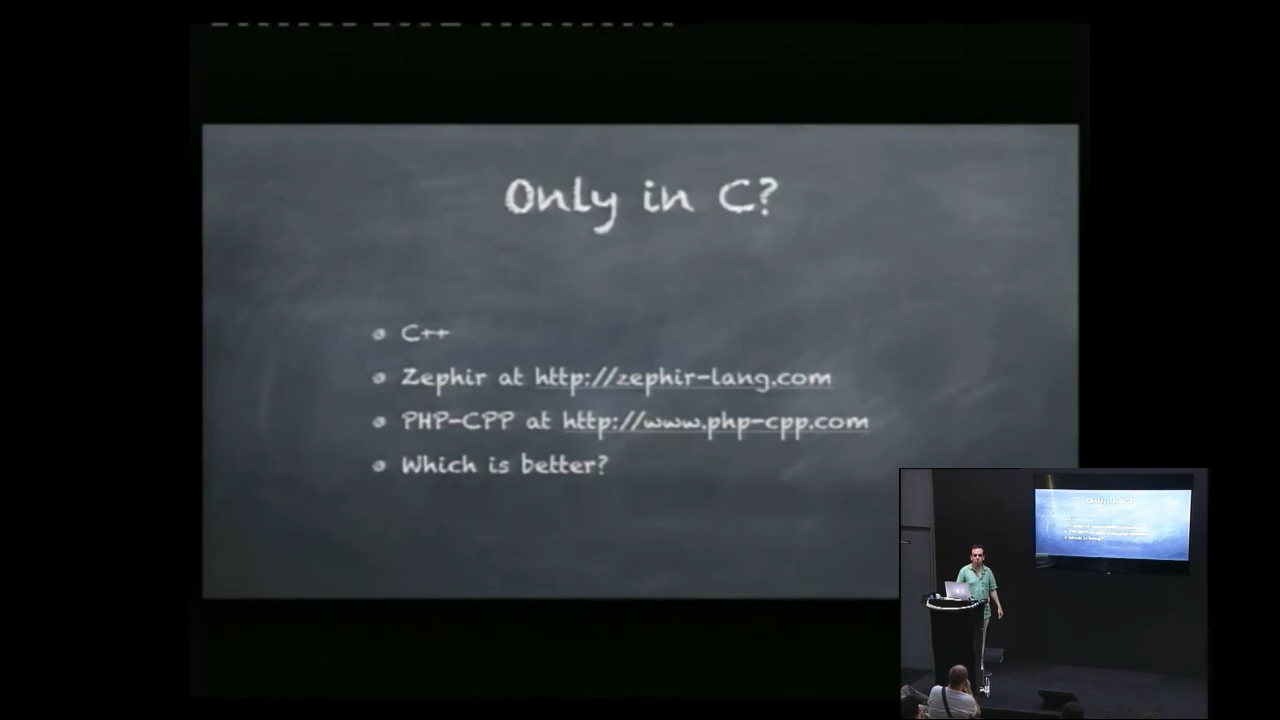 Only in C?
C++
Zephir at http://zephir-lang.com
PHP-CPP at http://www.php-cpp.com
Which is better?